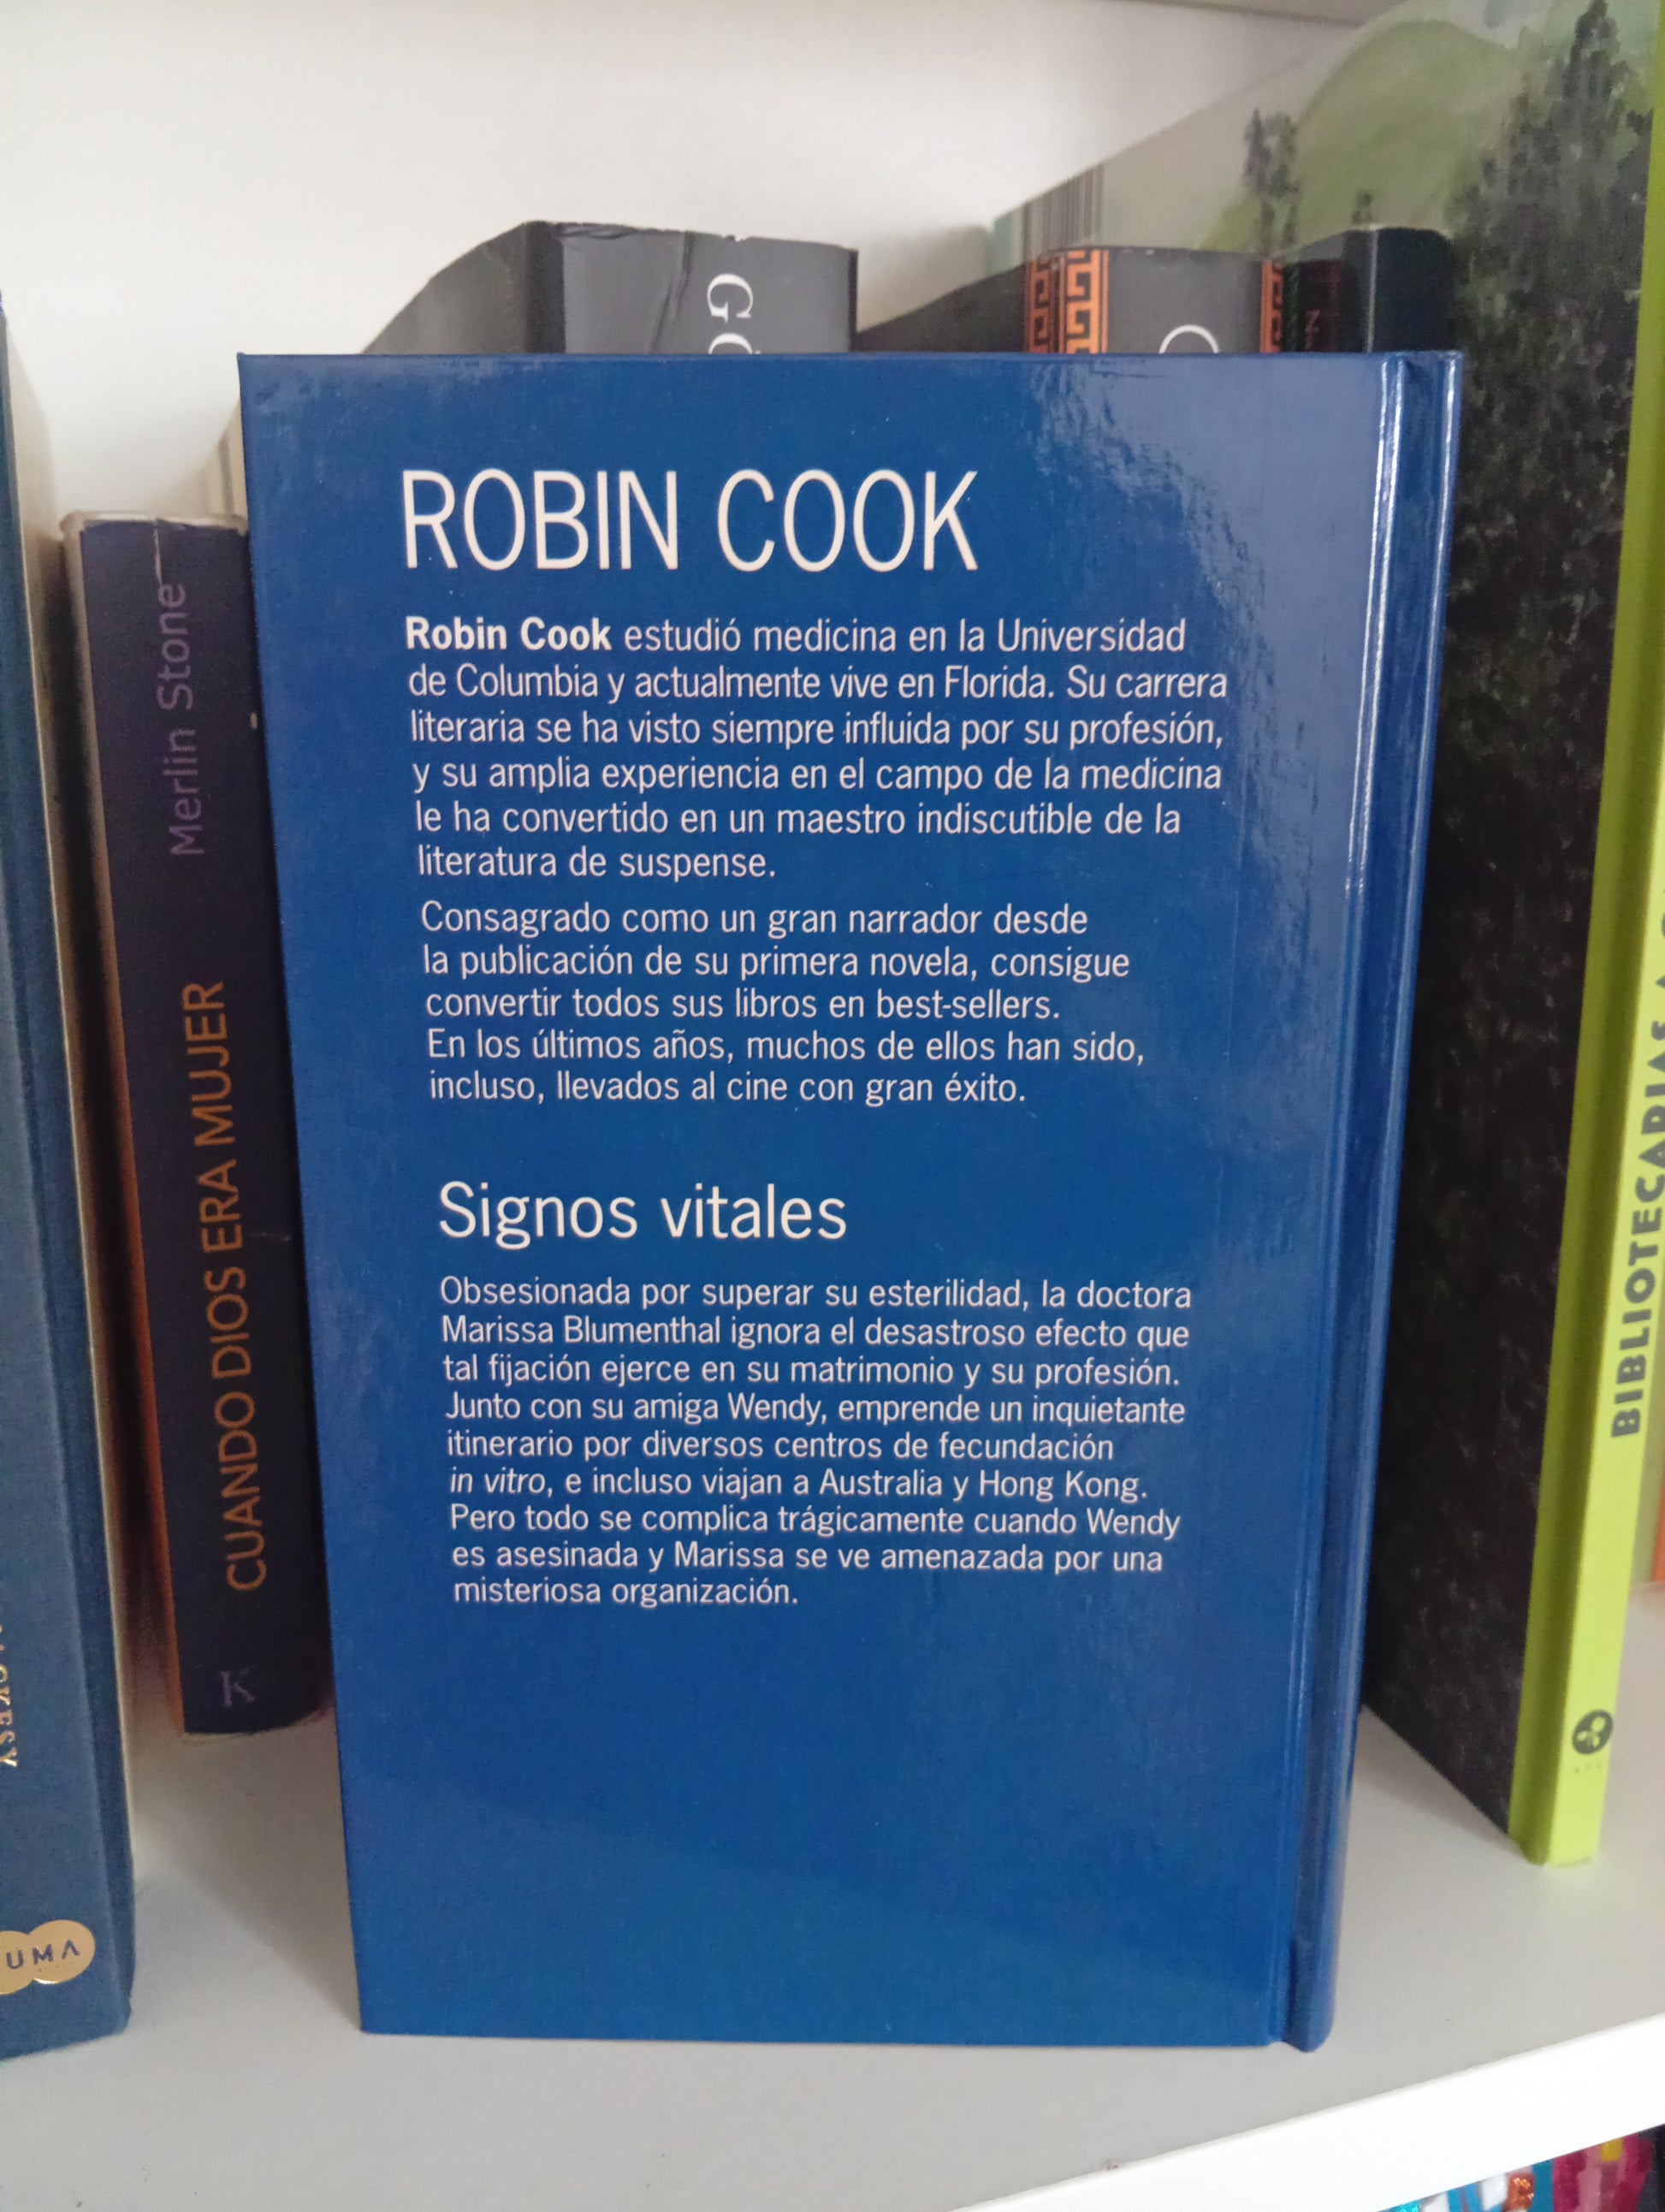 ROBIN COOK
Robin Cook estudió medicina en la Universidad
de Columbia y actualmente vive en Florida. Su carrera
literaria se ha visto siempre influida por su profesión,
y su amplia experiencia en el campo de la medicina
le ha convertido en un maestro indiscutible de la
literatura de suspense.
Consagrado como un gran narrador desde
la publicación de su primera novela, consigue
convertir todos sus libros en best-sellers.
En los últimos años, muchos de ellos han sido,
incluso, llevados al cine con gran éxito.
Signos vitales
Obsesionada por superar su esterilidad, la doctora
Marissa Blumenthal ignora el desastroso efecto que
tal fijación ejerce en su matrimonio y su profesión.
Junto con su amiga Wendy, emprende un inquietante
itinerario por diversos centros de fecundación
in vitro, e incluso viajan a Australia y Hong Kong.
Pero todo se complica trágicamente cuando Wendy
es asesinada y Marissa se ve amenazada por una
misteriosa organización.
Merlin Stone
CUANDO DIOS ERA MUJER
K
UMA
BIBLIOTECARIAS A